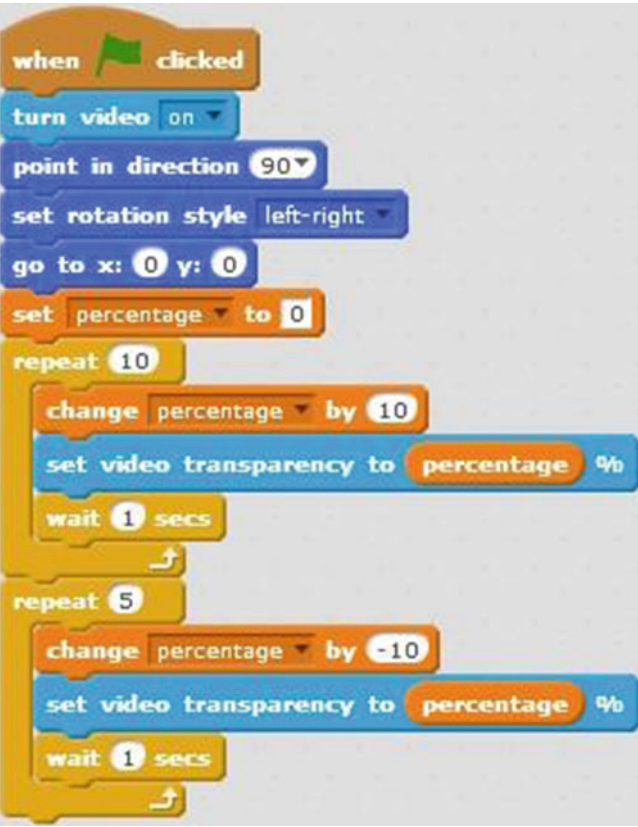 when clicked
turn video on
point in direction 90
set rotation style left-right
go to x: 0 y: 0
set percentage to 0
repeat 10
change percentage by 10
set video transparency to percentage %
wait 1 secs
repeat 5
change percentage by -10
set video transparency to percentage %
wait 1 secs